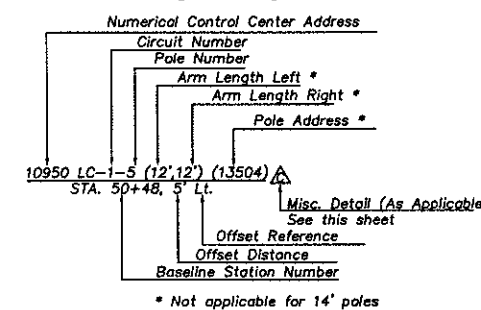 Numerical Control Center Address
Circuit Number
Pole Number
Arm Length Left *
Arm Length Right *
Pole Address *
10950 LC-1-5 (12',12') (13504) C
STA. 50+48, 5' Lt.
Misc. Detail (As Applicable
See this sheet
Offset Reference
Offset Distance
Baseline Station Number
* Not applicable for 14' poles